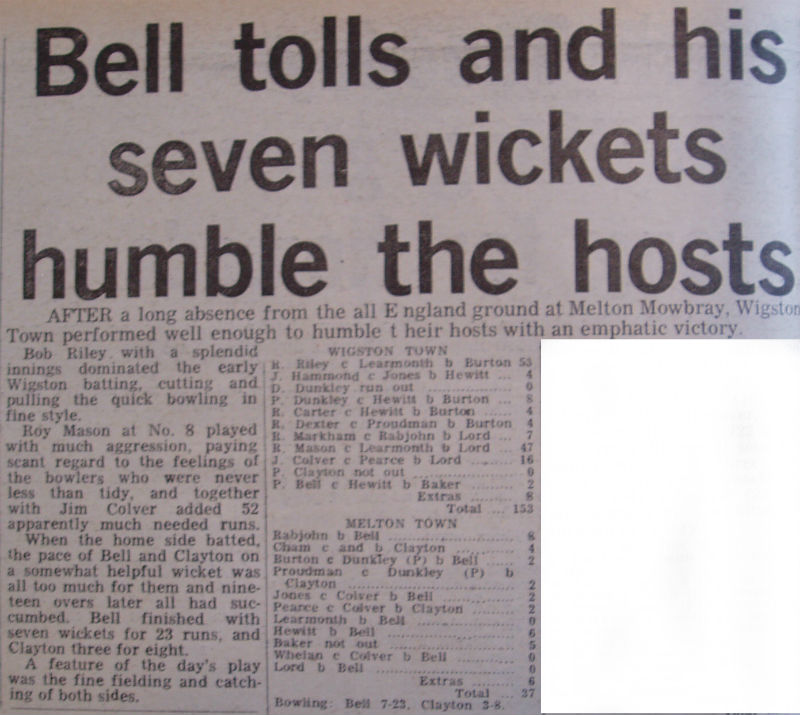 Bell tolls and his
seven wickets
humble the hosts
AFTER a long absence from the all E ngland ground at Melton Mowbray, Wigston
Town performed well enough to humble t heir hosts with an emphatic victory.
Bob Riley with a splendid
innings dominated the early
Wigston batting, cutting and
pulling the quick bowling in
fine style.
Roy Mason at No. 8 played
with much aggression, paying
scant regard to the feelings of
the bowlers who were never
less than tidy, and together
with Jim Colver added 52
apparently much needed runs.
When the home side batted,
the pace of Bell and Clayton on
a somewhat helpful wicket was
all too much for them and nine-
teen overs later all had suc-
cumbed. Bell finished with
seven wickets for 23 runs, and
Clayton three for eight.
A feature of the day's play
was the fine fielding and catch-
ing of both sides.
WIGSTON TOWN
R. Riley c Learmonth b Burton 53
J. Hammond c Jones b Hewitt ... 4
D. Dunkley run out ............... 0
P. Dunkley c Hewitt b Burton ... 8
R. Carter c Hewitt b Burton ..... 4
R. Dexter c Proudman b Burton 4
R. Markham c Rabjohn b Lord ... 7
R. Mason c Learmonth b Lord ... 47
J. Colver c Pearce b Lord ....... 16
P. Clayton not out ............... 0
P. Bell c Hewitt b Baker ......... 2
Extras ......... 8
Total ... 153
MELTON TOWN
Rabjohn b Bell .................. 8
Cham c and b Clayton ............ 4
Burton c Dunkley (P) b Bell ..... 2
Proudman c Dunkley (P) b
Clayton ......................... 2
Jones c Colver b Bell ........... 2
Pearce c Colver b Clayton ....... 2
Learmonth b Bell ................ 0
Hewitt b Bell ................... 6
Baker not out ................... 5
Whelan c Colver b Bell .......... 0
Lord b Bell ..................... 0
Extras ......... 6
Total ... 37
Bowling: Bell 7-23, Clayton 3-8.